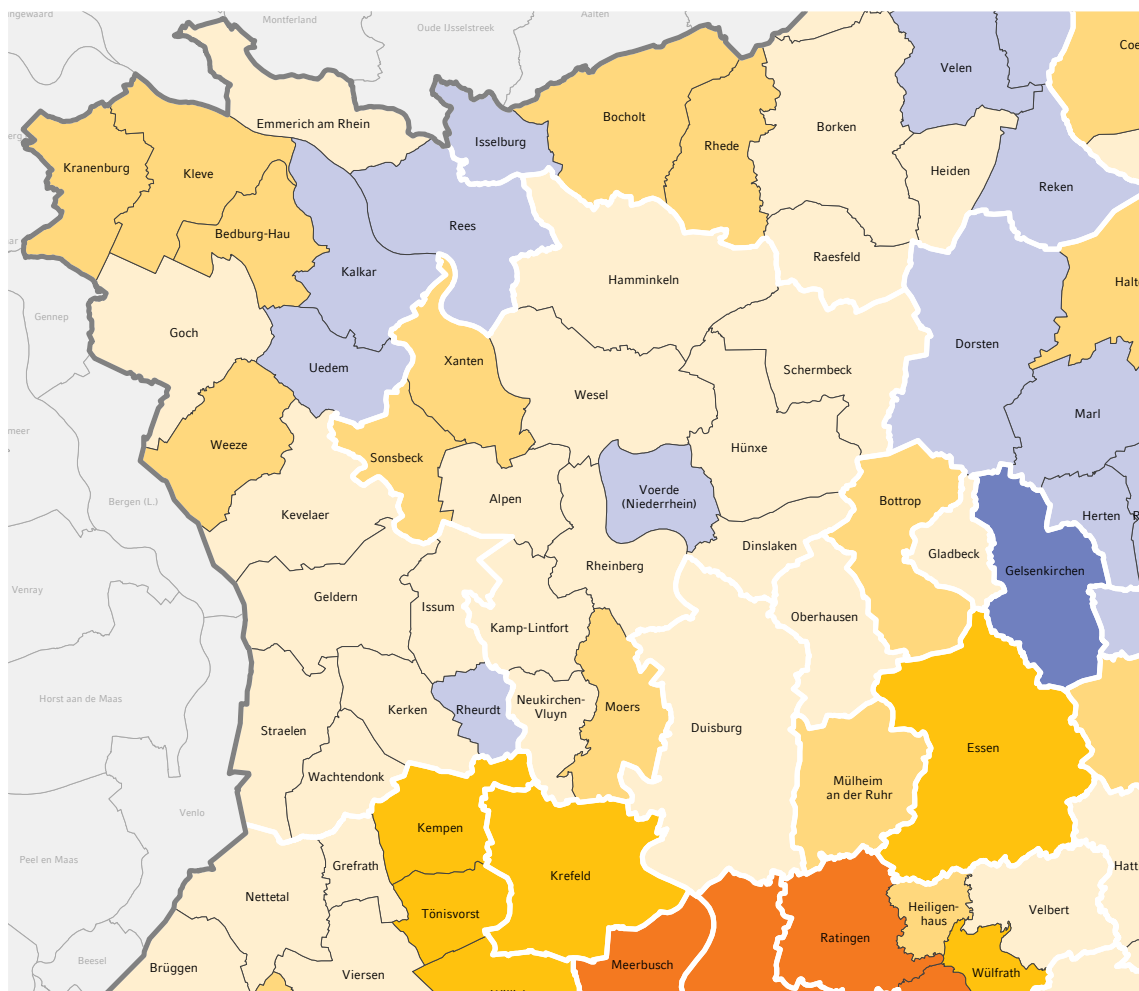 Montferland
Oude IJsselstreek
Aalten
Coe
Velen
Bocholt
Emmerich am Rhein
Borken
Isselburg
Rhede
Kranenburg
Kleve
Heiden
Reken
Bedburg-Hau
Rees
Raesfeld
Kalkar
Hamminkeln
Halte
Gennep
Goch
Dorsten
Xanten
Uedem
Schermbeck
Wesel
Marl
Weeze
Hünxe
Sonsbeck
Voerde
(Niederrhein)
Alpen
Bottrop
Bergen (L.)
Kevelaer
Herten
Dinslaken
Gladbeck
Rheinberg
Gelsenkirchen
Venray
Geldern
Issum
Oberhausen
Kamp-Lintfort
Horst aan de Maas
Neukirchen-
Vluyn
Moers
Kerken
Rheurdt
Straelen
Duisburg
Essen
Wachtendonk
Mülheim
an der Ruhr
Venlo
Kempen
Peel en Maas
Grefrath
Hatt
Krefeld
Nettetal
Heiligen-
haus
Velbert
Tönisvorst
Ratingen
Beesel
Brüggen
Viersen
Meerbusch
Wülfrath